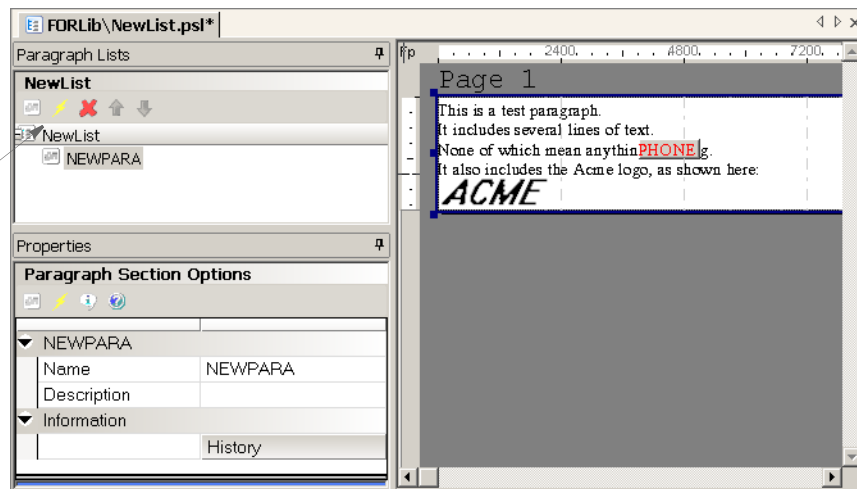 FORLib\NewList.psl*
Paragraph Lists
NewList
NewList
NEWPARA
Properties
Paragraph Section Options
NEWPARA
Name NEWPARA
Description
Information
History
2400 4800 7200
Page 1
This is a test paragraph.
It includes several lines of text.
None of which mean anythinPHONEg.
It also includes the Acme logo, as shown here:
ACME